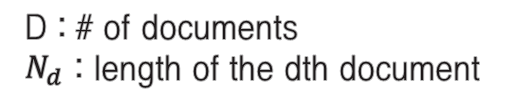 D : # of documents
N_d : length of the dth document